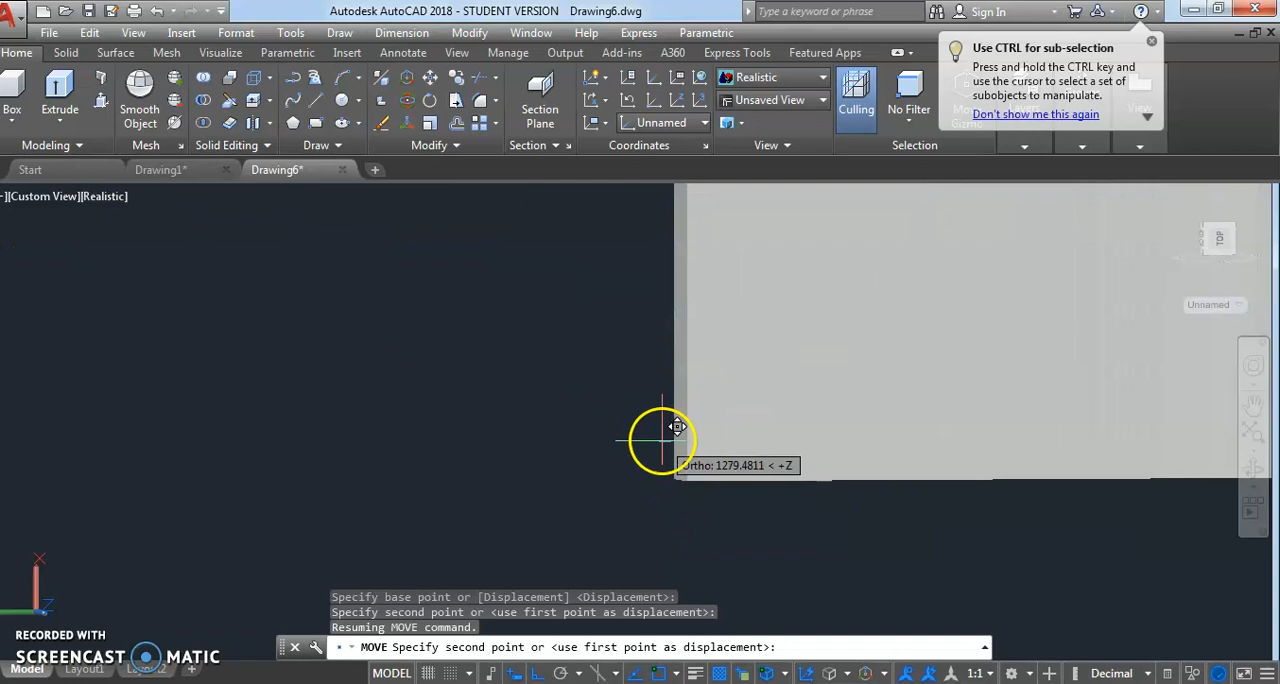 Autodesk AutoCAD 2018 - STUDENT VERSION Drawing6.dwg
Type a keyword or phrase
Sign In
File Edit View Insert Format Tools Draw Dimension Modify Window Help Express Parametric
Home Solid Surface Mesh Visualize Parametric Insert Annotate View Manage Output Add-ins A360 Express Tools Featured Apps
Use CTRL for sub-selection
Press and hold the CTRL key and
use the cursor to select a set of
subobjects to manipulate.
Don't show me this again
Realistic
Unsaved View
Unnamed
Box
Extrude
Smooth
Object
Section
Plane
Culling
No Filter
Modeling
Mesh
Solid Editing
Draw
Modify
Section
Coordinates
View
Selection
Start
Drawing1*
Drawing6*
-][Custom View][Realistic]
TOP
Unnamed
Ortho: 1279.4811 < +Z
X
Z
Specify base point or [Displacement] <Displacement>:
Specify second point or <use first point as displacement>:
Resuming MOVE command.
MOVE Specify second point or <use first point as displacement>:
RECORDED WITH
SCREENCAST MATIC
Model Layout1 Layout2
MODEL
1:1
Decimal